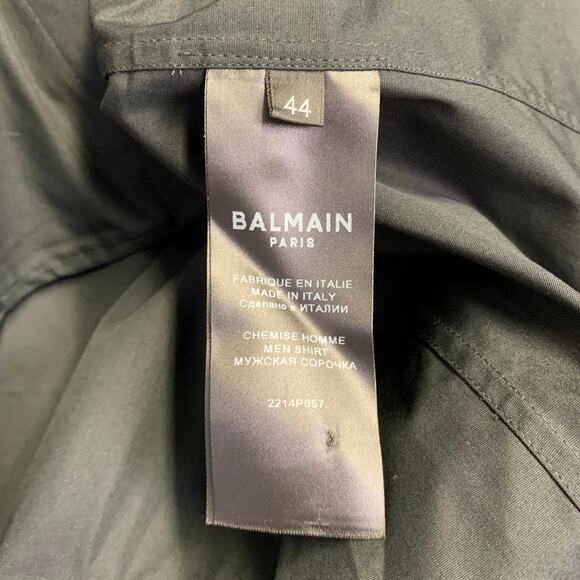 44
BALMAIN
PARIS
FABRIQUE EN ITALIE
MADE IN ITALY
Сделано в ИТАЛИИ
CHEMISE HOMME
MEN SHIRT
МУЖСКАЯ СОРОЧКА
2214P057